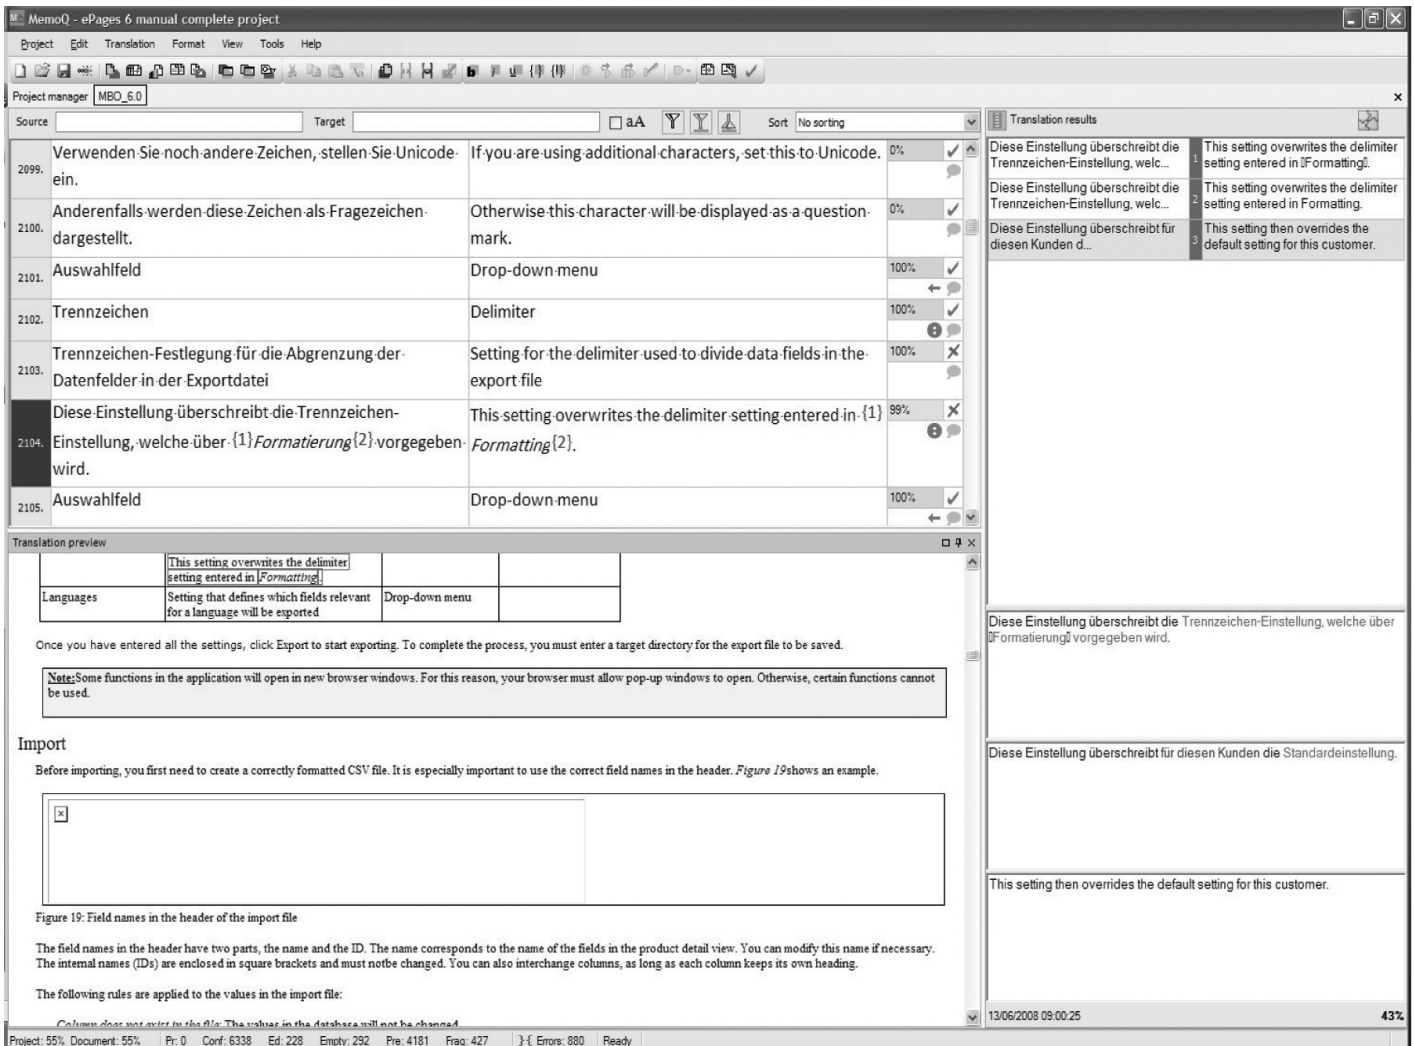 MemoQ - ePages 6 manual complete project
Project Edit Translation Format View Tools Help
Project manager MBO_6.0
Source Target aA Sort No sorting
2099. Verwenden Sie noch andere Zeichen, stellen Sie Unicode
ein.
If you are using additional characters, set this to Unicode. 0%
2100. Anderenfalls werden diese Zeichen als Fragezeichen
dargestellt.
Otherwise this character will be displayed as a question
mark. 0%
2101. Auswahlfeld Drop-down menu 100%
2102. Trennzeichen Delimiter 100%
2103. Trennzeichen-Festlegung für die Abgrenzung der
Datenfelder in der Exportdatei
Setting for the delimiter used to divide data fields in the
export file 100%
2104. Diese Einstellung überschreibt die Trennzeichen-
Einstellung, welche über {1}Formatierung{2} vorgegeben
wird.
This setting overwrites the delimiter setting entered in {1}
Formatting{2}. 99%
2105. Auswahlfeld Drop-down menu 100%
Translation preview
This setting overwrites the delimiter
setting entered in Formatting.
Languages Setting that defines which fields relevant
for a language will be exported
Drop-down menu
Once you have entered all the settings, click Export to start exporting. To complete the process, you must enter a target directory for the export file to be saved.
Note:Some functions in the application will open in new browser windows. For this reason, your browser must allow pop-up windows to open. Otherwise, certain functions cannot
be used.
Import
Before importing, you first need to create a correctly formatted CSV file. It is especially important to use the correct field names in the header. Figure 19shows an example.
Figure 19: Field names in the header of the import file
The field names in the header have two parts, the name and the ID. The name corresponds to the name of the fields in the product detail view. You can modify this name if necessary.
The internal names (IDs) are enclosed in square brackets and must notbe changed. You can also interchange columns, as long as each column keeps its own heading.
The following rules are applied to the values in the import file:
Column does not exist in the file: The values in the database will not be changed
Translation results
Diese Einstellung überschreibt die
Trennzeichen-Einstellung, welc...
1 This setting overwrites the delimiter
setting entered in ▯Formatting▯.
Diese Einstellung überschreibt die
Trennzeichen-Einstellung, welc...
2 This setting overwrites the delimiter
setting entered in Formatting.
Diese Einstellung überschreibt für
diesen Kunden d...
3 This setting then overrides the
default setting for this customer.
Diese Einstellung überschreibt die Trennzeichen-Einstellung, welche über
▯Formatierung▯ vorgegeben wird.
Diese Einstellung überschreibt für diesen Kunden die Standardeinstellung.
This setting then overrides the default setting for this customer.
13/06/2008 09:00:25 43%
Project: 55% Document: 55% Pr: 0 Conf: 6338 Ed: 228 Empty: 292 Pre: 4181 Frag: 427 }{ Errors: 880 Ready